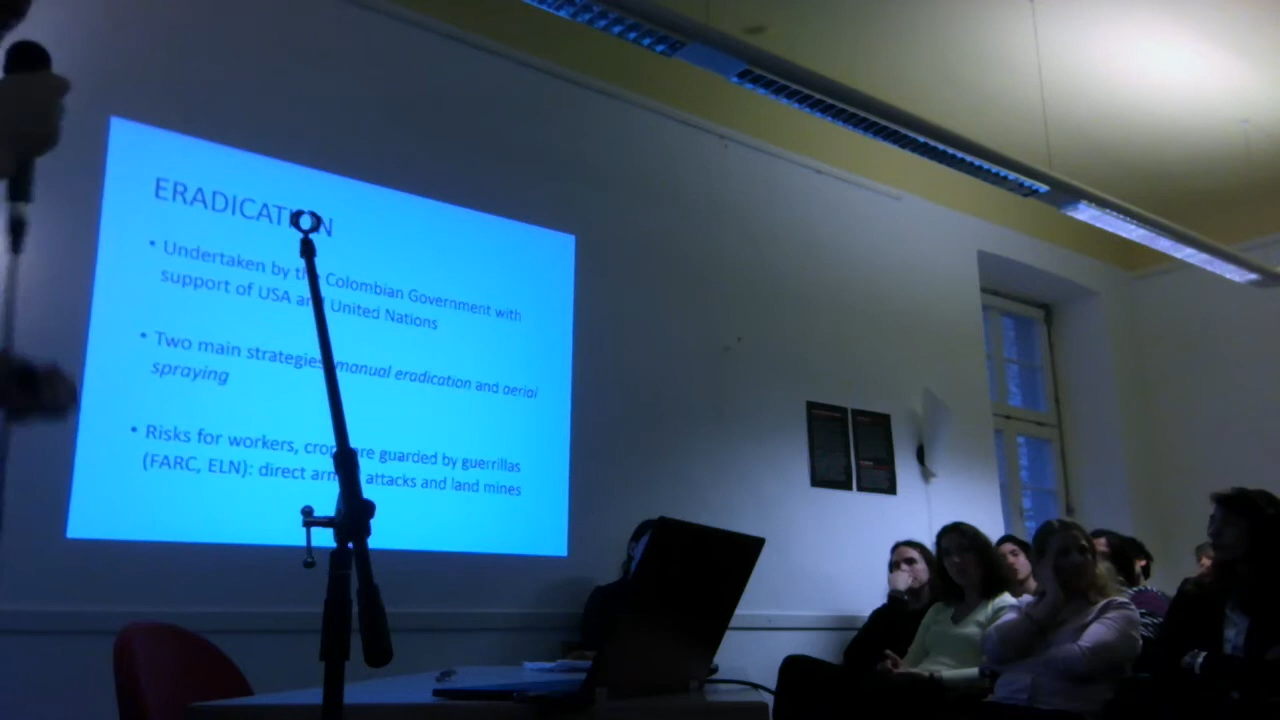 ERADICATION
• Undertaken by the Colombian Government with
support of USA and United Nations
• Two main strategies manual eradication and aerial
spraying
• Risks for workers, crops are guarded by guerrillas
(FARC, ELN): direct armed attacks and land mines